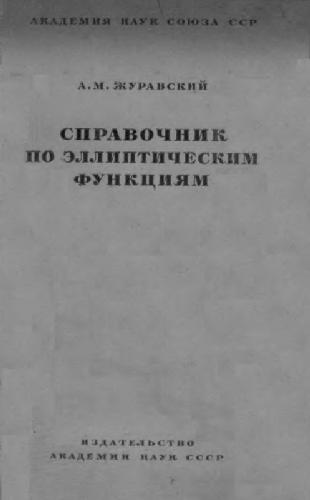 АКАДЕМИЯ НАУК СОЮЗА ССР
А. М. ЖУРАВСКИЙ
СПРАВОЧНИК
ПО ЭЛЛИПТИЧЕСКИМ
ФУНКЦИЯМ
ИЗДАТЕЛЬСТВО
АКАДЕМИИ НАУК СССР